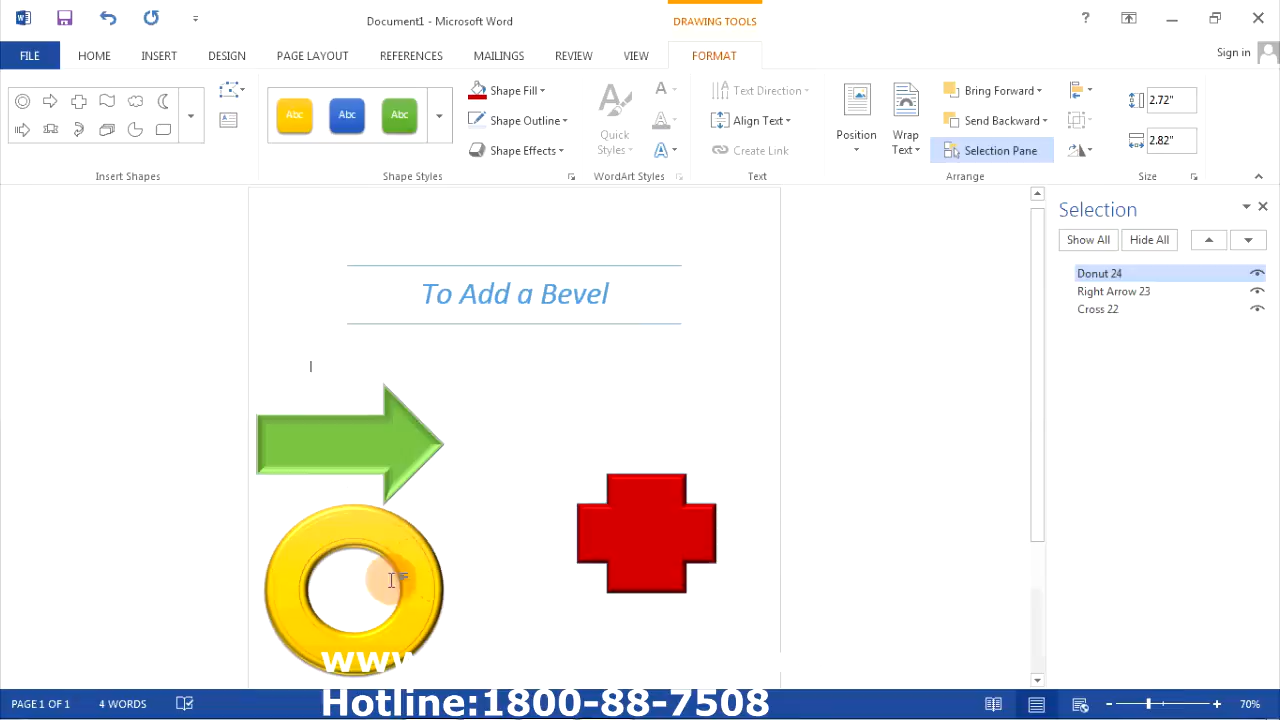 Document1 - Microsoft Word
DRAWING TOOLS
?
FILE
HOME
INSERT
DESIGN
PAGE LAYOUT
REFERENCES
MAILINGS
REVIEW
VIEW
FORMAT
Sign in
Insert Shapes
Abc
Abc
Abc
Shape Fill
Shape Outline
Shape Effects
Shape Styles
Quick
Styles
WordArt Styles
Text Direction
Align Text
Create Link
Text
Position
Wrap
Text
Bring Forward
Send Backward
Selection Pane
Arrange
2.72"
2.82"
Size
To Add a Bevel
Selection
Show All
Hide All
Donut 24
Right Arrow 23
Cross 22
www
Hotline:1800-88-7508
PAGE 1 OF 1
4 WORDS
70%